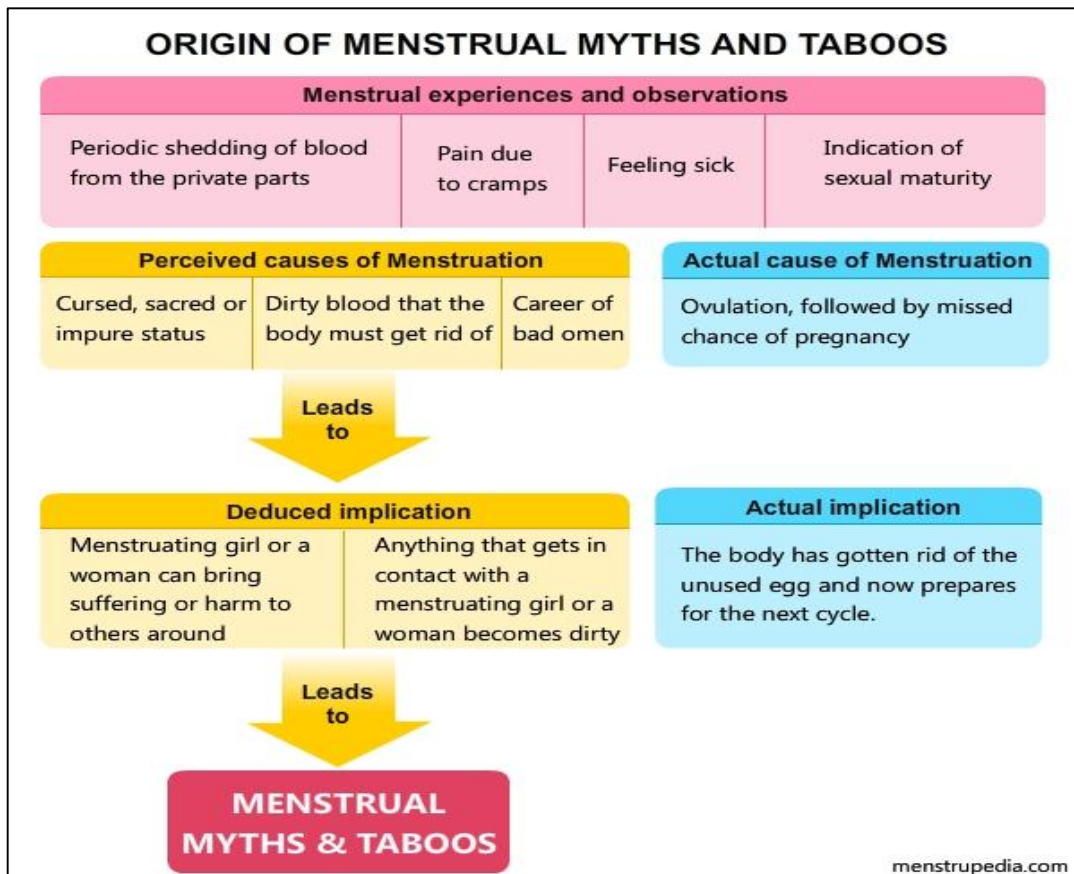 ORIGIN OF MENSTRUAL MYTHS AND TABOOS
Menstrual experiences and observations
Periodic shedding of blood
from the private parts
Pain due
to cramps
Feeling sick
Indication of
sexual maturity
Perceived causes of Menstruation
Cursed, sacred or
impure status
Dirty blood that the
body must get rid of
Career of
bad omen
Actual cause of Menstruation
Ovulation, followed by missed
chance of pregnancy
Leads
to
Deduced implication
Menstruating girl or a
woman can bring
suffering or harm to
others around
Anything that gets in
contact with a
menstruating girl or a
woman becomes dirty
Actual implication
The body has gotten rid of the
unused egg and now prepares
for the next cycle.
Leads
to
MENSTRUAL
MYTHS & TABOOS
menstrupedia.com